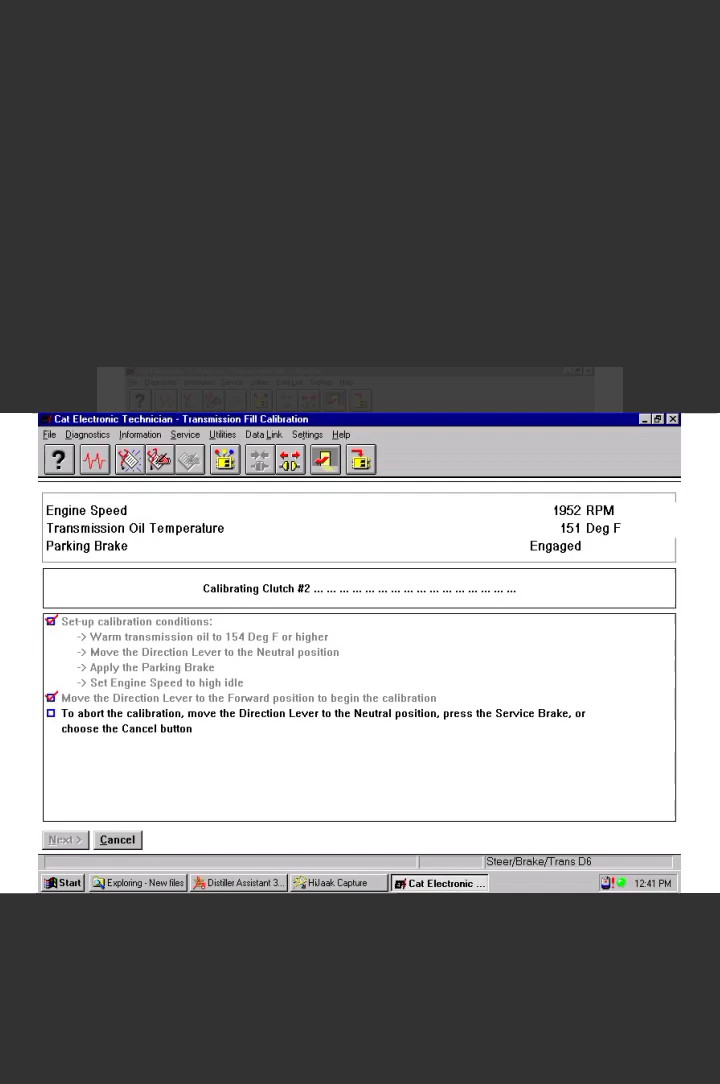 Cat Electronic Technician - Transmission Fill Calibration
File Diagnostics Information Service Utilities Data Link Settings Help
Engine Speed 1952 RPM
Transmission Oil Temperature 151 Deg F
Parking Brake Engaged
Calibrating Clutch #2 ... ... ... ... ... ... ... ... ... ... ... ... ... ... ... ...
Set-up calibration conditions:
-> Warm transmission oil to 154 Deg F or higher
-> Move the Direction Lever to the Neutral position
-> Apply the Parking Brake
-> Set Engine Speed to high idle
Move the Direction Lever to the Forward position to begin the calibration
To abort the calibration, move the Direction Lever to the Neutral position, press the Service Brake, or
choose the Cancel button
Next > Cancel
Steer/Brake/Trans D6
Start Exploring - New files Distiller Assistant 3... HiJaak Capture Cat Electronic ... 12:41 PM